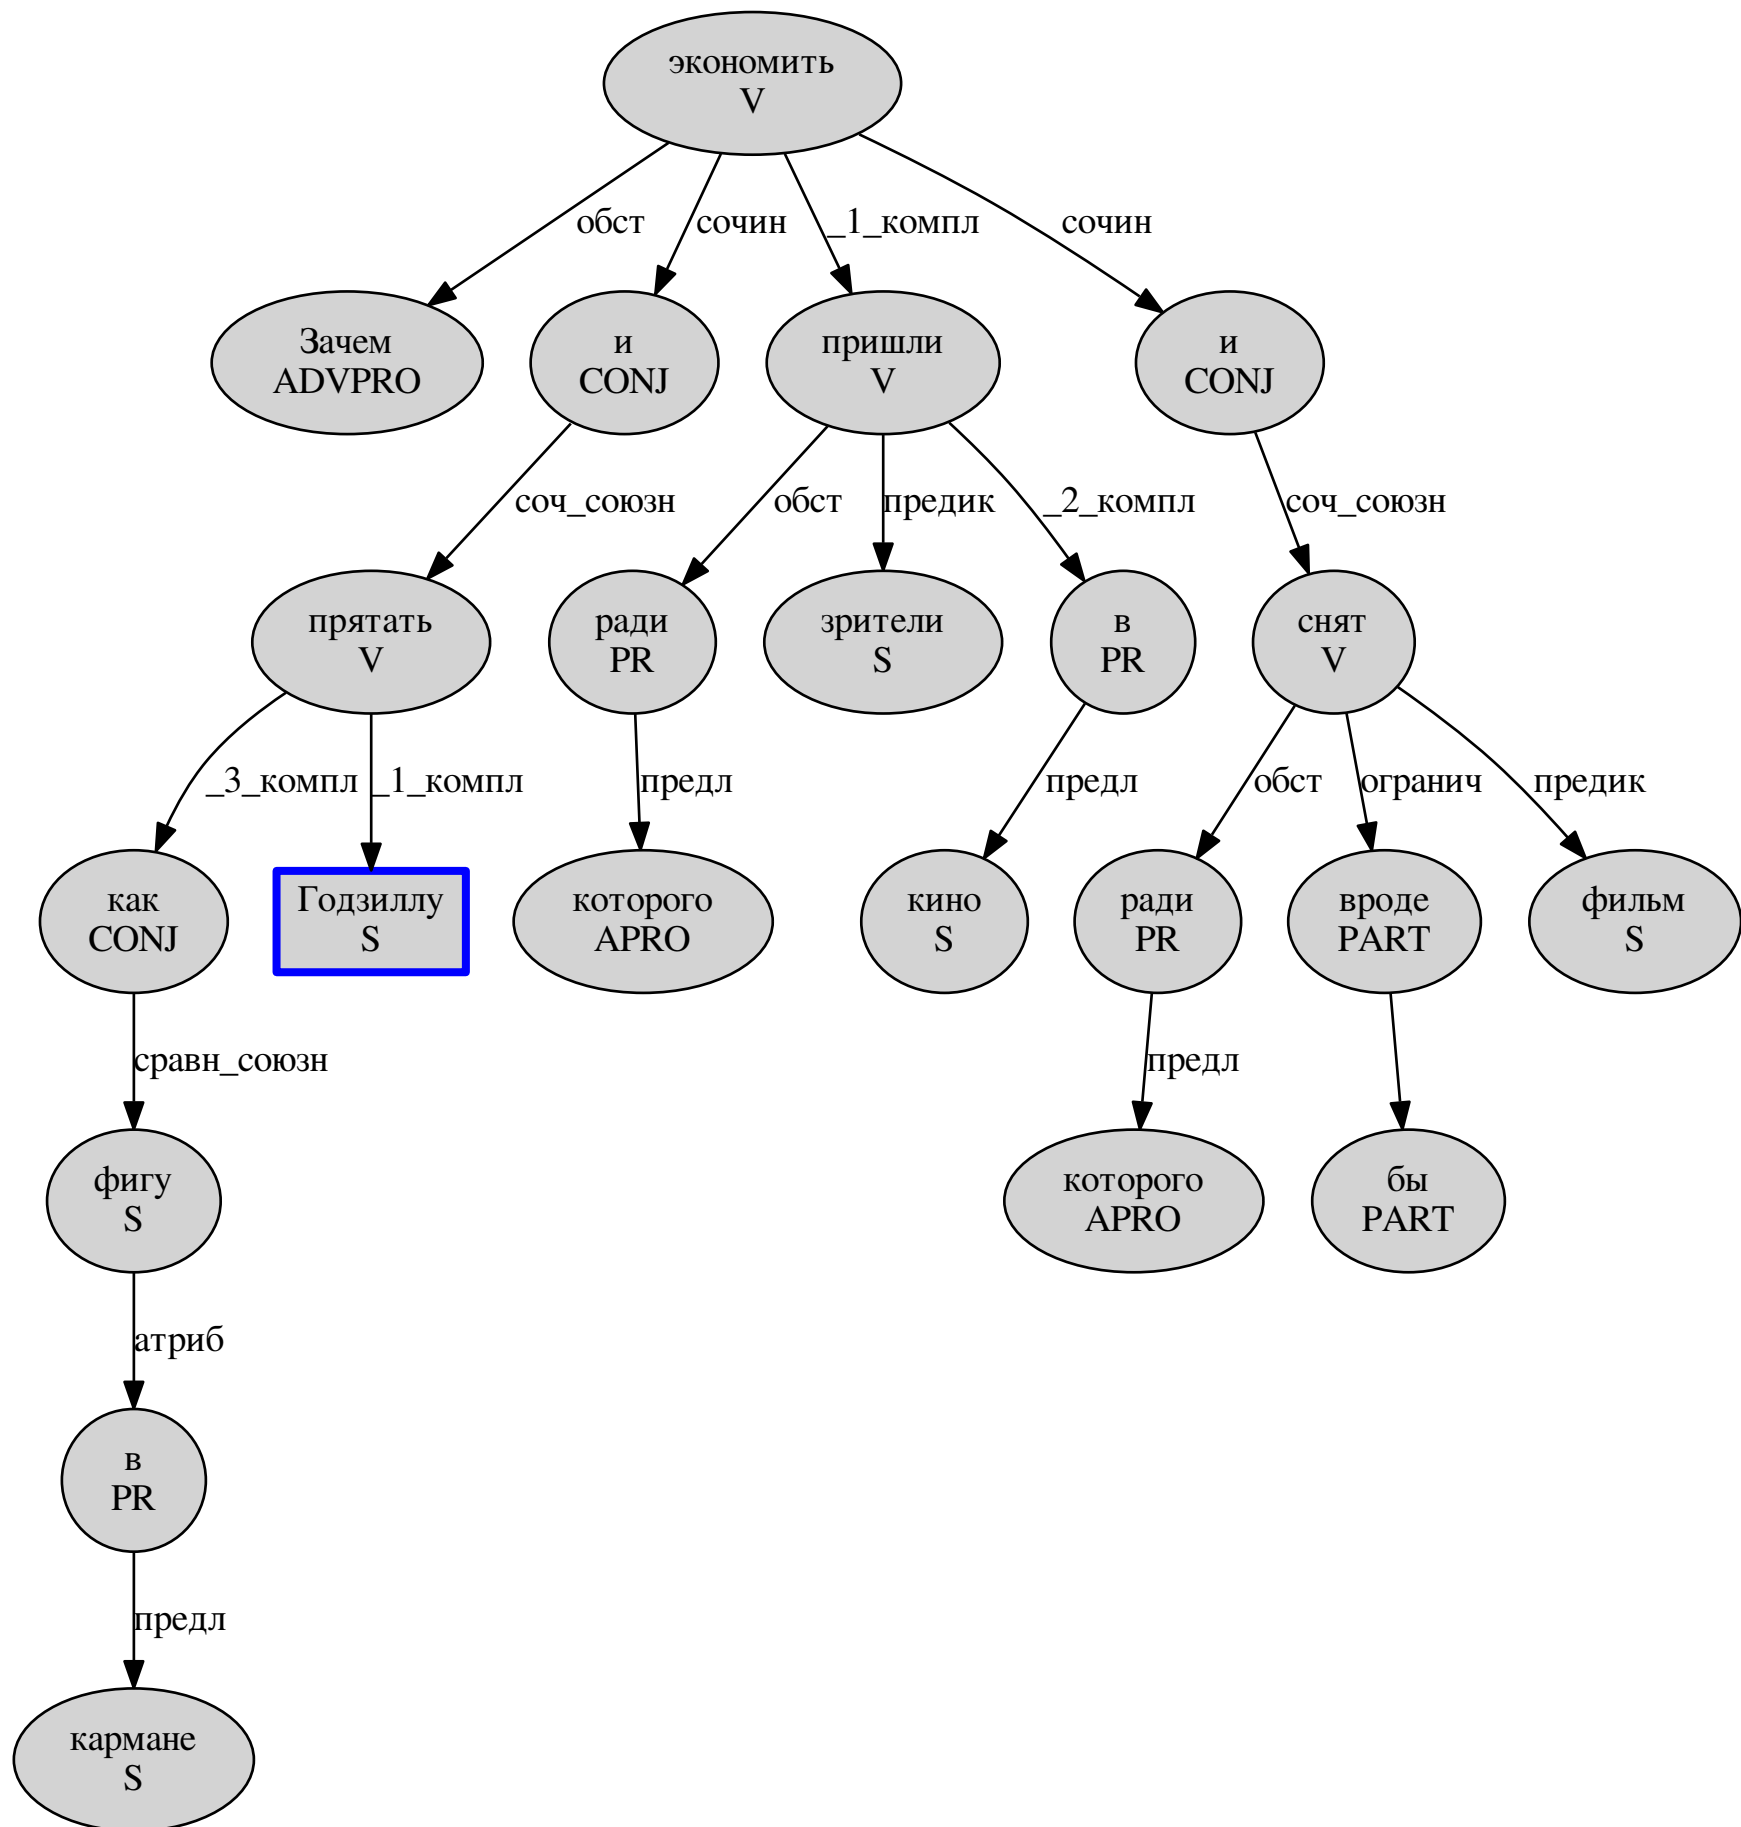 экономить
V
обст
сочин
_1_компл
сочин
Зачем
ADVPRO
и
CONJ
пришли
V
и
CONJ
соч_союзн
обст
предик
_2_компл
соч_союзн
прятать
V
ради
PR
зрители
S
в
PR
снят
V
_3_компл
_1_компл
предл
предл
обст
огранич
предик
как
CONJ
Годзиллу
S
которого
APRO
кино
S
ради
PR
вроде
PART
фильм
S
сравн_союзн
предл
фигу
S
которого
APRO
бы
PART
атриб
в
PR
предл
кармане
S